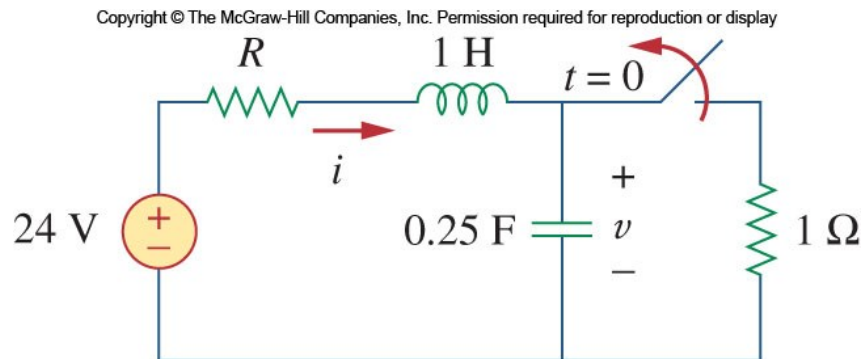 Copyright © The McGraw-Hill Companies, Inc. Permission required for reproduction or display
R
1 H
t = 0
i
24 V
+
−
0.25 F
+
v
−
1 Ω